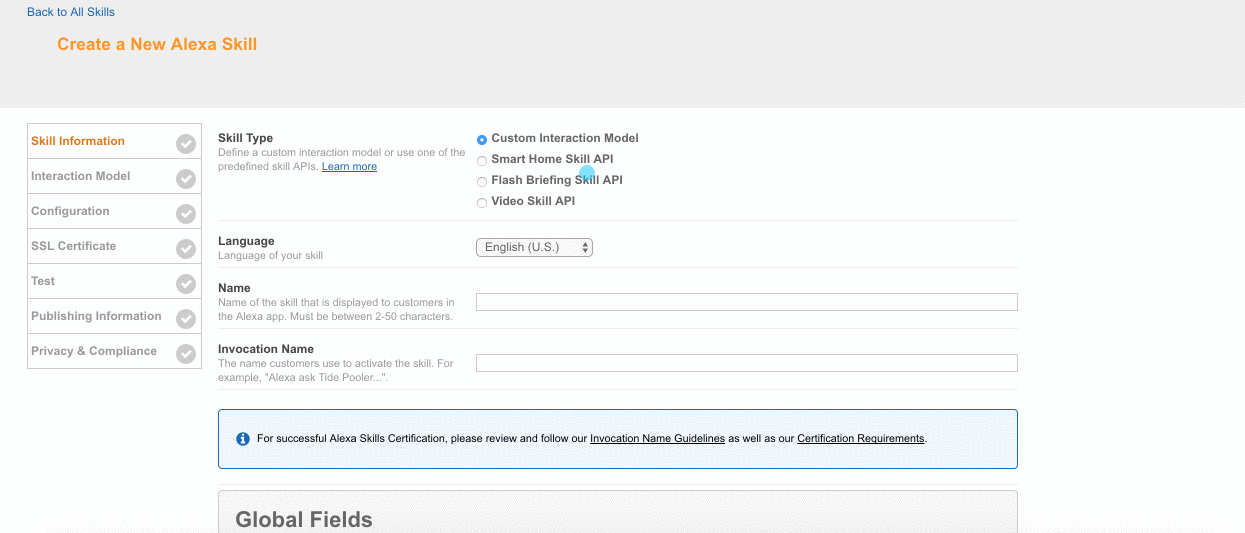 Back to All Skills
Create a New Alexa Skill
Skill Information
Interaction Model
Configuration
SSL Certificate
Test
Publishing Information
Privacy & Compliance
Skill Type
Define a custom interaction model or use one of the
predefined skill APIs. Learn more
Custom Interaction Model
Smart Home Skill API
Flash Briefing Skill API
Video Skill API
Language
Language of your skill
English (U.S.)
Name
Name of the skill that is displayed to customers in
the Alexa app. Must be between 2-50 characters.
Invocation Name
The name customers use to activate the skill. For
example, "Alexa ask Tide Pooler...".
For successful Alexa Skills Certification, please review and follow our Invocation Name Guidelines as well as our Certification Requirements.
Global Fields